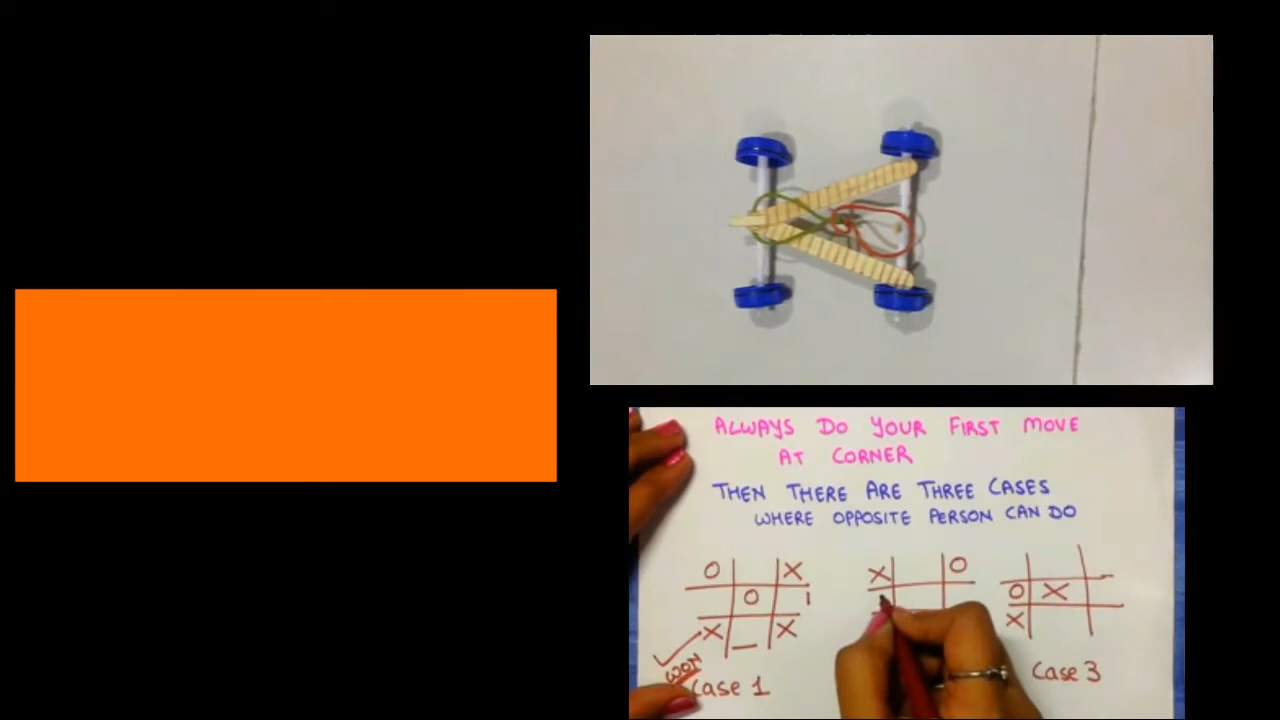 ALWAYS DO YOUR FIRST MOVE
AT CORNER
THEN THERE ARE THREE CASES
WHERE OPPOSITE PERSON CAN DO
O X
O
X X
WON
Case 1
X O
O X
X
Case 3